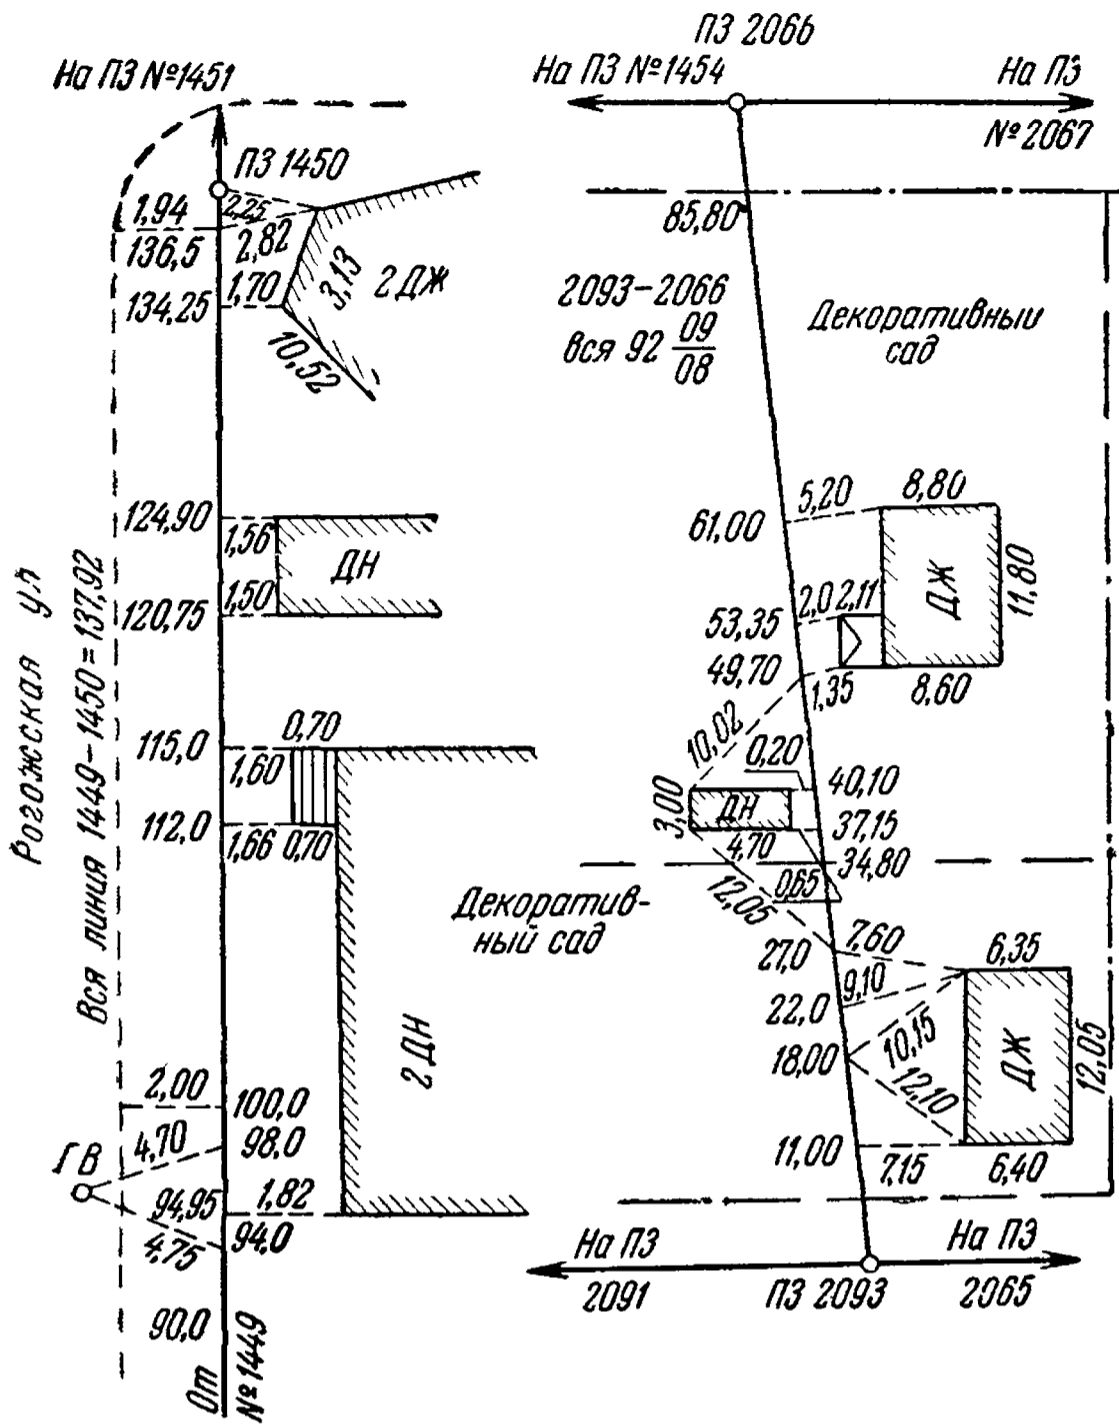 На ПЗ №1451
ПЗ 1450
1,94
2,25
136,5
2,82
134,25
1,70
3,13
2 ДЖ
10,52
124,90
1,56
ДН
120,75
1,50
115,0
0,70
1,60
112,0
1,66
0,70
Рогожская ул
Вся линия 1449-1450=137,92
Декоратив-
ный сад
2 ДН
2,00
100,0
4,70
98,0
ГВ
94,95
1,82
4,75
94,0
90,0
От
№1449
ПЗ 2066
На ПЗ №1454
На ПЗ
№2067
85,80
2093-2066
вся 92 09/08
Декоративный
сад
5,20
8,80
61,00
ДЖ
11,80
2,0
2,11
53,35
49,70
1,35
8,60
10,02
0,20
40,10
3,00
ДН
37,15
4,70
34,80
12,05
0,65
7,60
27,0
6,35
9,10
22,0
10,15
18,00
12,10
ДЖ
12,05
11,00
7,15
6,40
На ПЗ
2091
ПЗ 2093
На ПЗ
2065